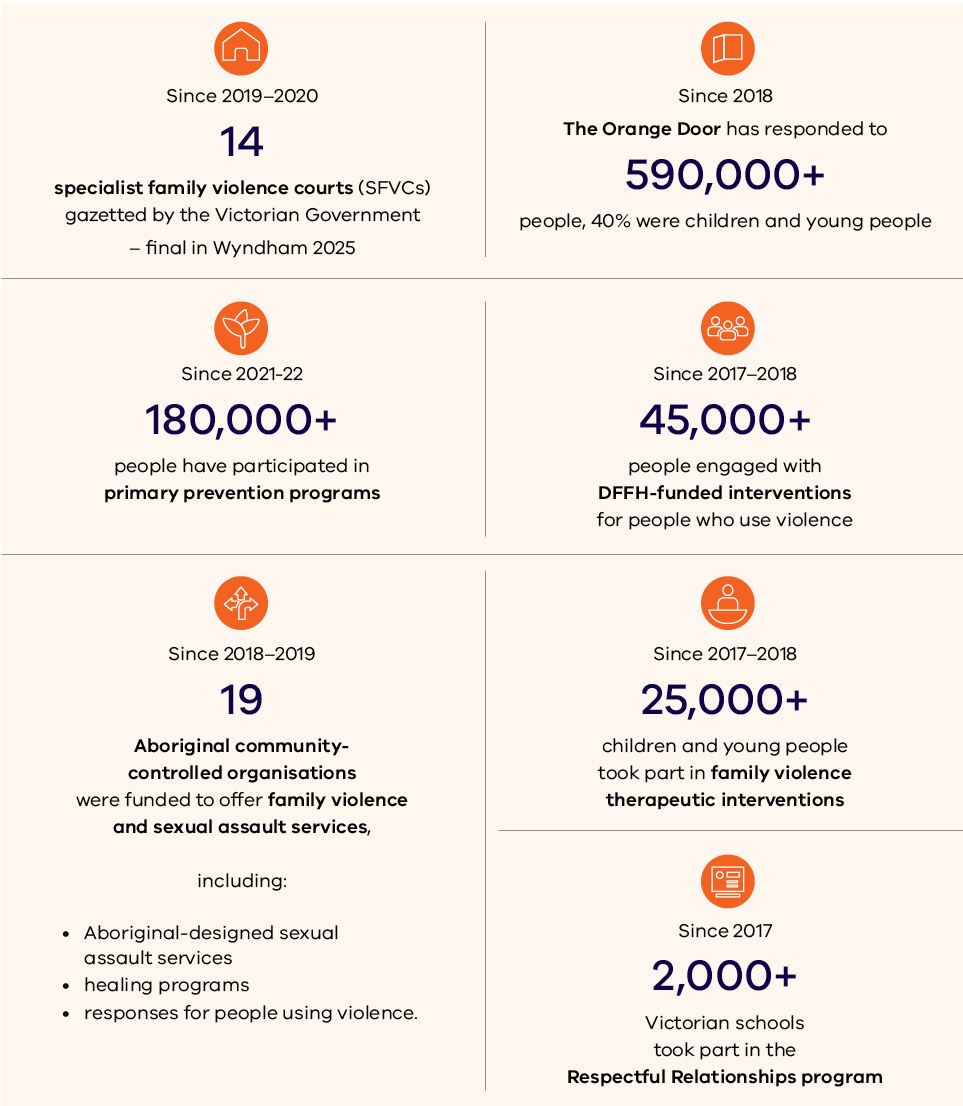 Since 2019–2020
14
specialist family violence courts (SFVCs)
gazetted by the Victorian Government
– final in Wyndham 2025
Since 2018
The Orange Door has responded to
590,000+
people, 40% were children and young people
Since 2021-22
180,000+
people have participated in
primary prevention programs
Since 2017–2018
45,000+
people engaged with
DFFH-funded interventions
for people who use violence
Since 2018–2019
19
Aboriginal community-
controlled organisations
were funded to offer family violence
and sexual assault services,
including:
• Aboriginal-designed sexual
assault services
• healing programs
• responses for people using violence.
Since 2017–2018
25,000+
children and young people
took part in family violence
therapeutic interventions
Since 2017
2,000+
Victorian schools
took part in the
Respectful Relationships program